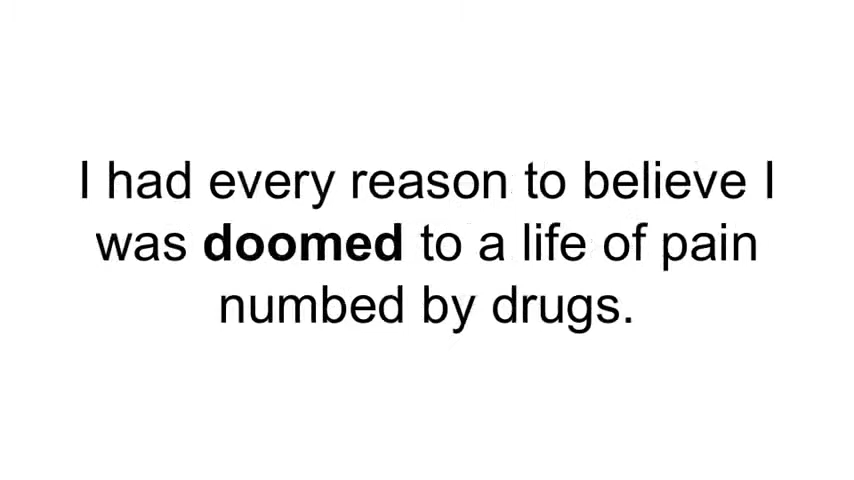 I had every reason to believe I
was doomed to a life of pain
numbed by drugs.